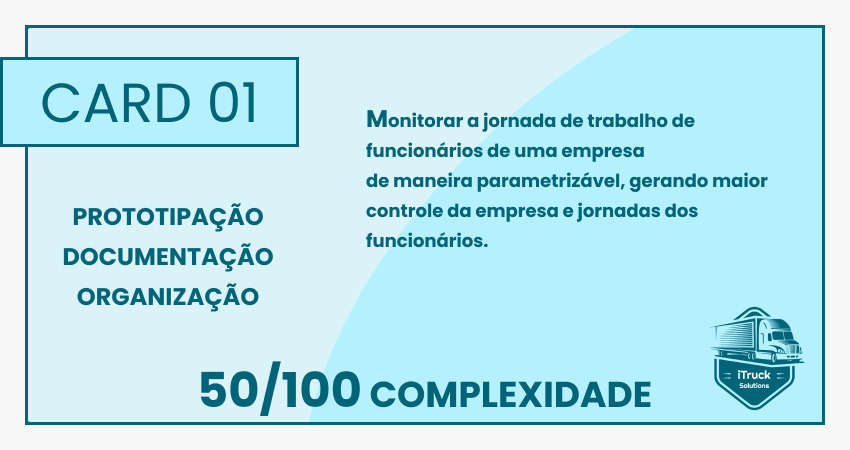 CARD 01
PROTOTIPAÇÃO
DOCUMENTAÇÃO
ORGANIZAÇÃO
Monitorar a jornada de trabalho de
funcionários de uma empresa
de maneira parametrizável, gerando maior
controle da empresa e jornadas dos
funcionários.
50/100 COMPLEXIDADE
iTruck
Solutions